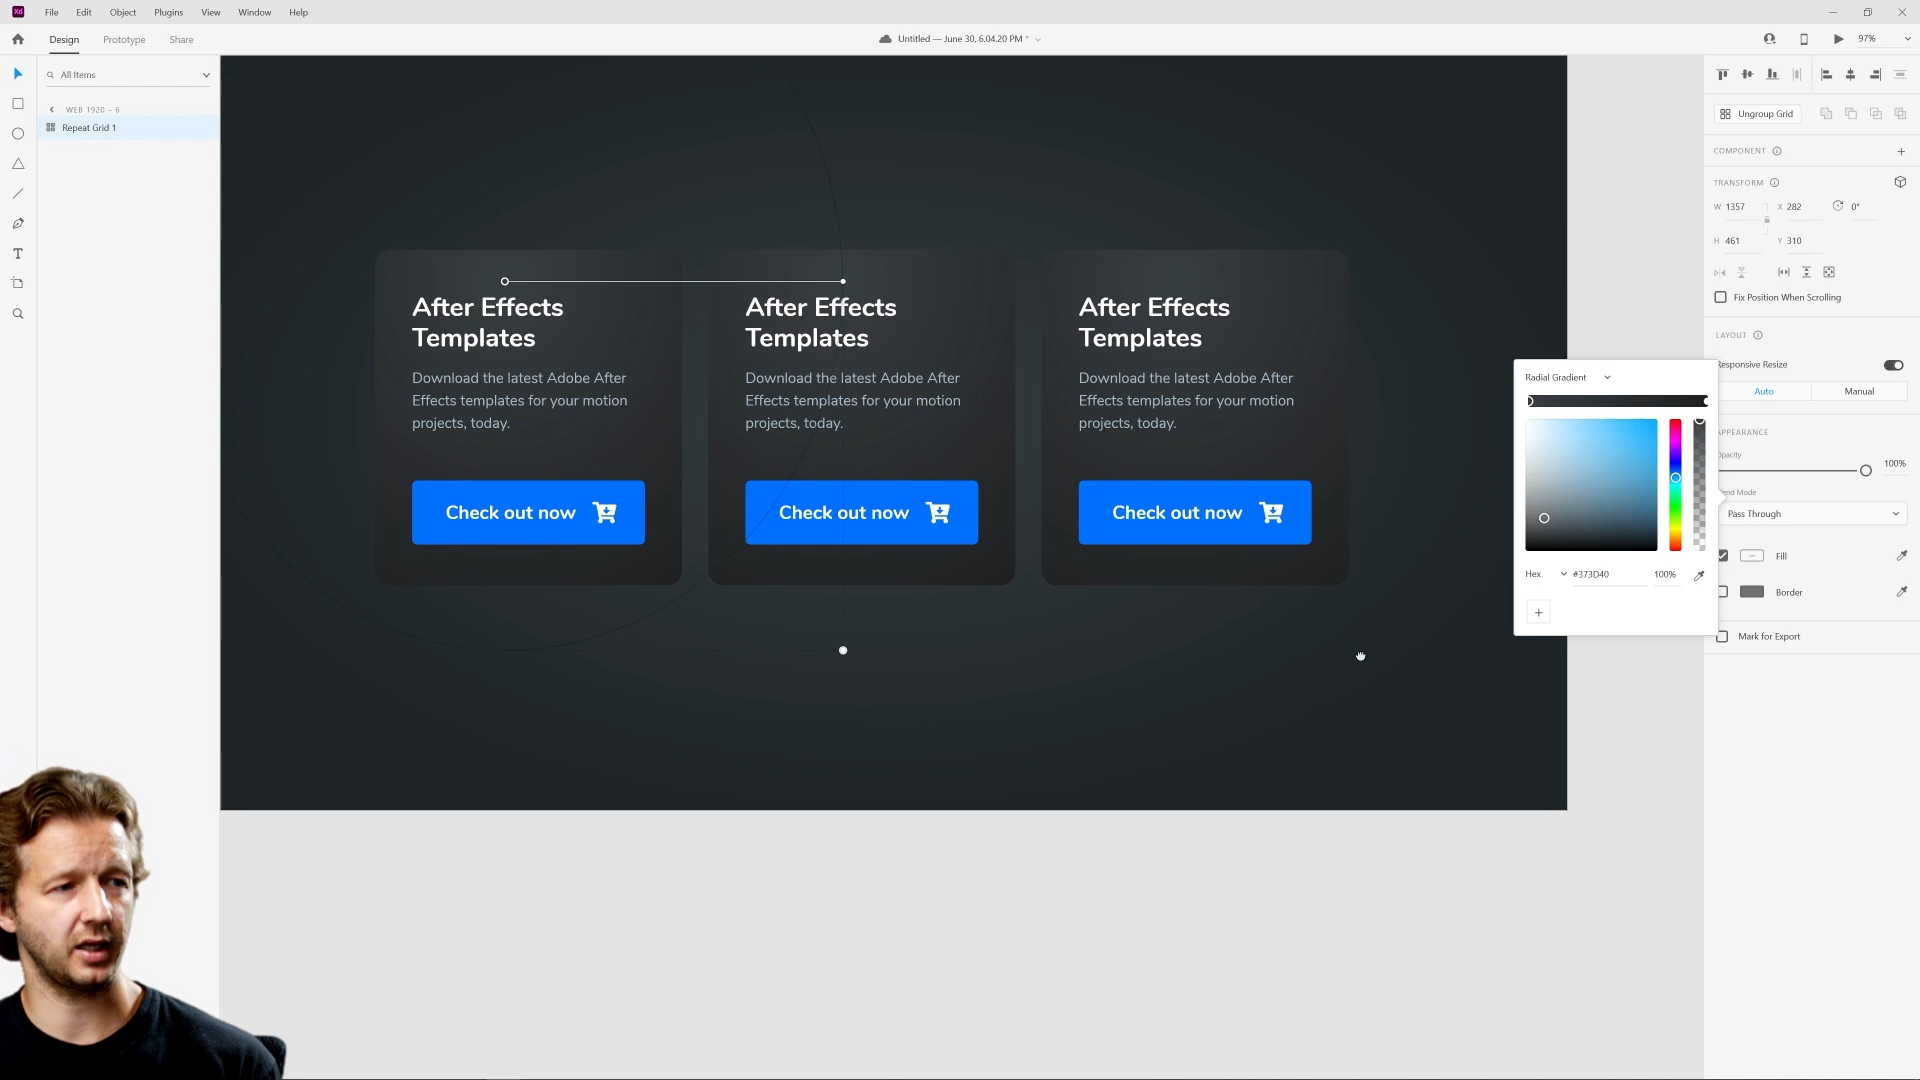 Xd File Edit Object Plugins View Window Help
Design Prototype Share
Untitled — June 30, 6.04.20 PM *
97%
All Items
WEB 1920 – 6
Repeat Grid 1
After Effects
Templates
Download the latest Adobe After
Effects templates for your motion
projects, today.
Check out now
After Effects
Templates
Download the latest Adobe After
Effects templates for your motion
projects, today.
Check out now
After Effects
Templates
Download the latest Adobe After
Effects templates for your motion
projects, today.
Check out now
Radial Gradient
Hex #373D40 100%
Ungroup Grid
COMPONENT
TRANSFORM
W 1357 X 282 0°
H 461 Y 310
Fix Position When Scrolling
LAYOUT
Responsive Resize
Auto Manual
APPEARANCE
Opacity
100%
Mode
Pass Through
Fill
Border
Mark for Export